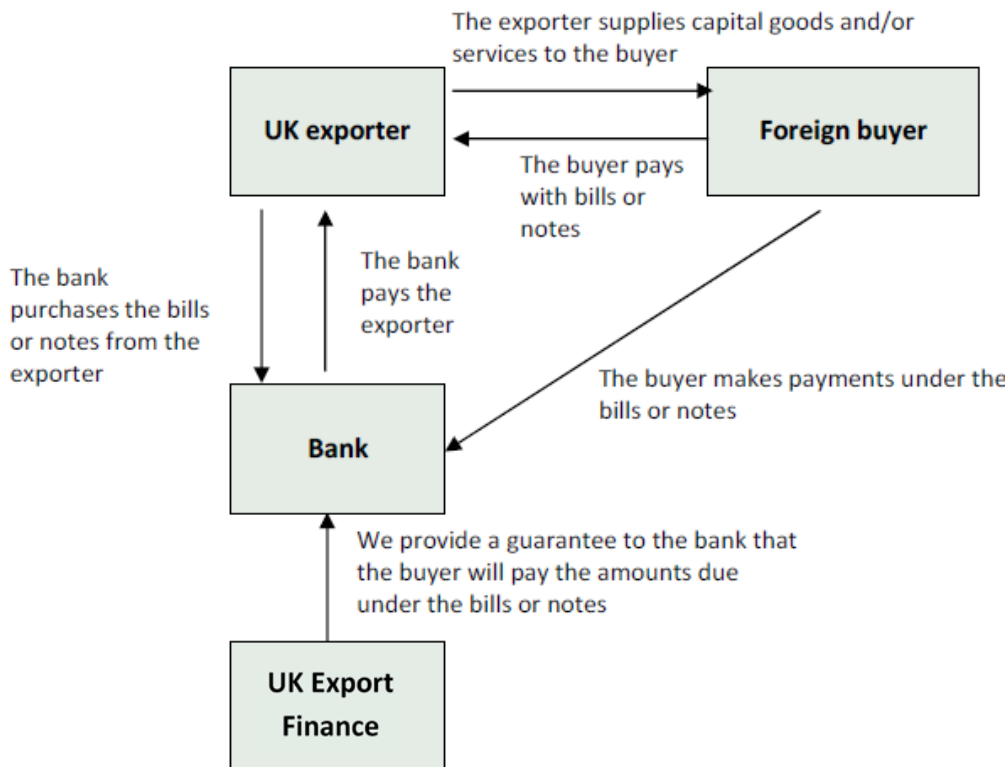 The exporter supplies capital goods and/or
services to the buyer
UK exporter
Foreign buyer
The buyer pays
with bills or
notes
The bank
purchases the bills
or notes from the
exporter
The bank
pays the
exporter
The buyer makes payments under the
bills or notes
Bank
We provide a guarantee to the bank that
the buyer will pay the amounts due
under the bills or notes
UK Export
Finance